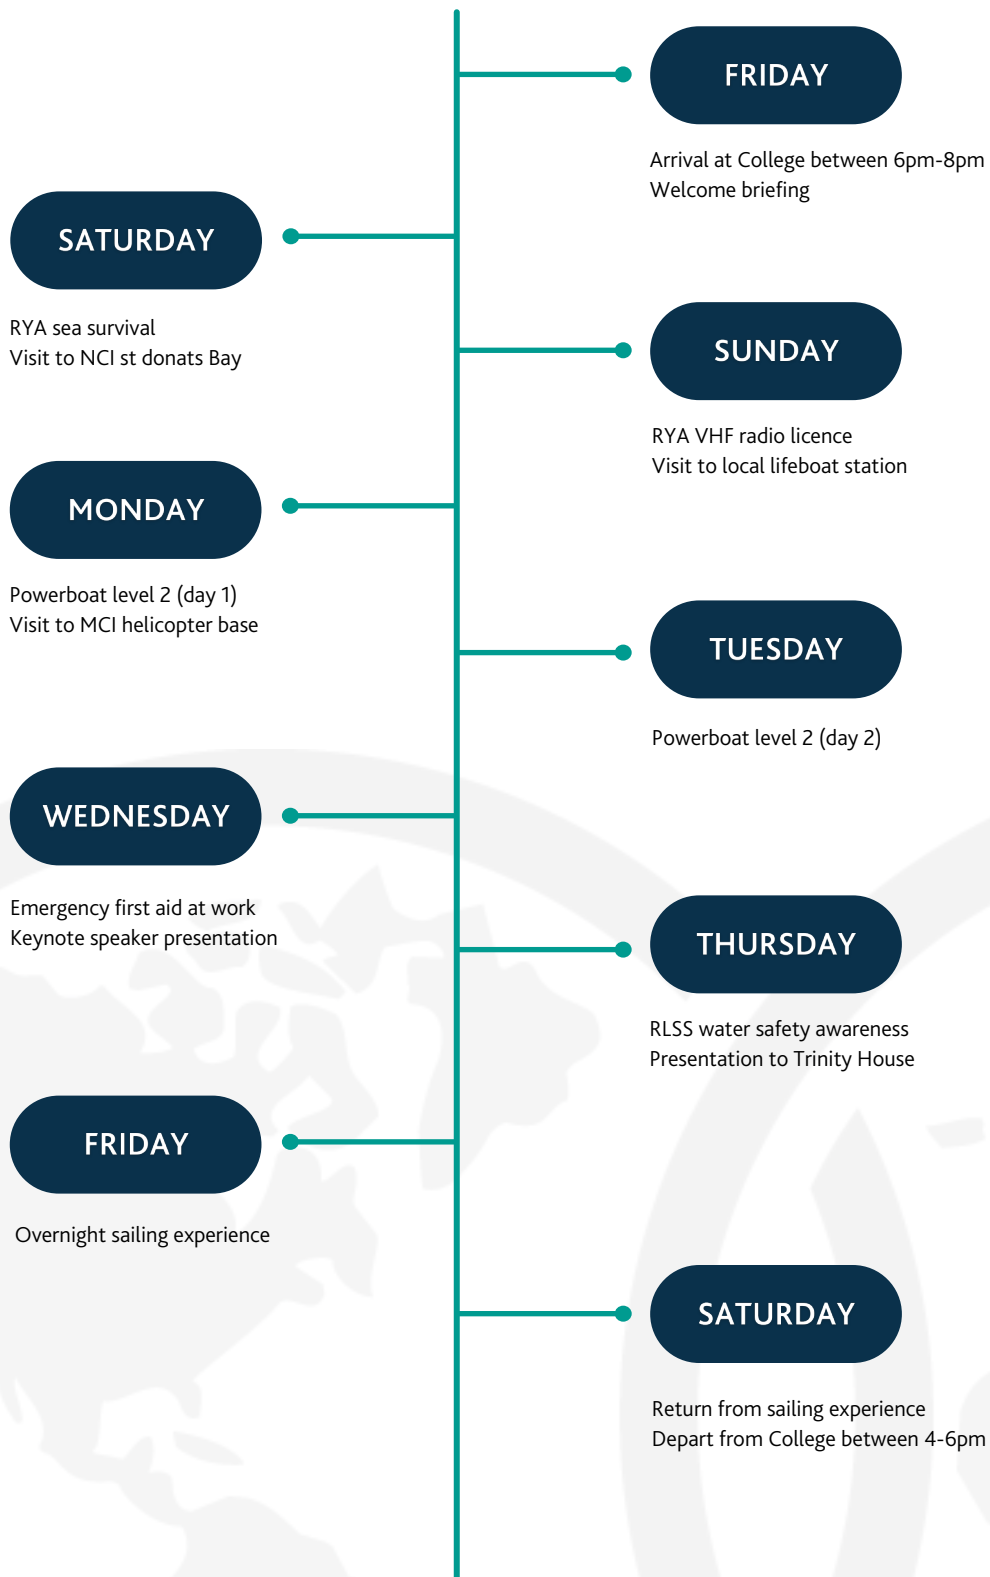 FRIDAY
Arrival at College between 6pm-8pm
Welcome briefing
SATURDAY
RYA sea survival
Visit to NCI st donats Bay
SUNDAY
RYA VHF radio licence
Visit to local lifeboat station
MONDAY
Powerboat level 2 (day 1)
Visit to MCI helicopter base
TUESDAY
Powerboat level 2 (day 2)
WEDNESDAY
Emergency first aid at work
Keynote speaker presentation
THURSDAY
RLSS water safety awareness
Presentation to Trinity House
FRIDAY
Overnight sailing experience
SATURDAY
Return from sailing experience
Depart from College between 4-6pm